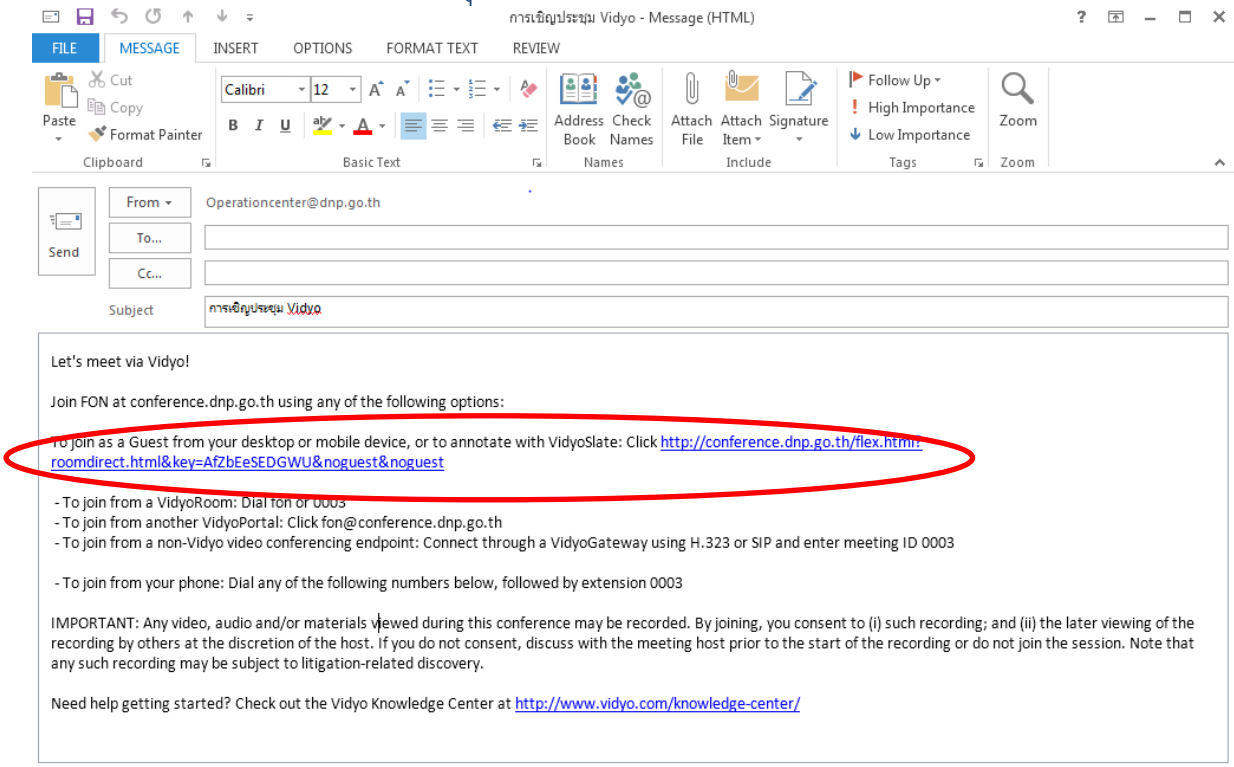 การเชิญประชุม Vidyo - Message (HTML)
FILE MESSAGE INSERT OPTIONS FORMAT TEXT REVIEW
Cut
Copy
Paste
Format Painter
Clipboard
Calibri 12
B I U
Basic Text
Address Book
Check Names
Names
Attach File
Attach Item
Signature
Include
Follow Up
High Importance
Low Importance
Tags
Zoom
Zoom
Send
From
Operationcenter@dnp.go.th
To...
Cc...
Subject
การเชิญประชุม Vidyo
Let's meet via Vidyo!
Join FON at conference.dnp.go.th using any of the following options:
To join as a Guest from your desktop or mobile device, or to annotate with VidyoSlate: Click http://conference.dnp.go.th/flex.html?
roomdirect.html&key=AfZbEeSEDGWU&noguest&noguest
- To join from a VidyoRoom: Dial fon or 0003
- To join from another VidyoPortal: Click fon@conference.dnp.go.th
- To join from a non-Vidyo video conferencing endpoint: Connect through a VidyoGateway using H.323 or SIP and enter meeting ID 0003
- To join from your phone: Dial any of the following numbers below, followed by extension 0003
IMPORTANT: Any video, audio and/or materials viewed during this conference may be recorded. By joining, you consent to (i) such recording; and (ii) the later viewing of the
recording by others at the discretion of the host. If you do not consent, discuss with the meeting host prior to the start of the recording or do not join the session. Note that
any such recording may be subject to litigation-related discovery.
Need help getting started? Check out the Vidyo Knowledge Center at http://www.vidyo.com/knowledge-center/